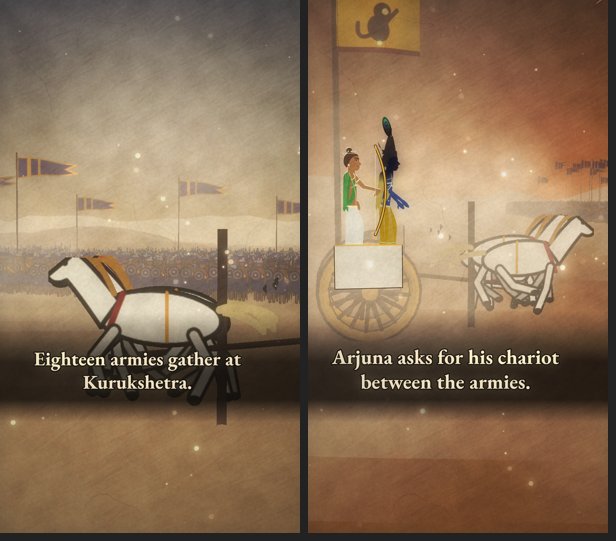 Eighteen armies gather at
Kurukshetra.
Arjuna asks for his chariot
between the armies.